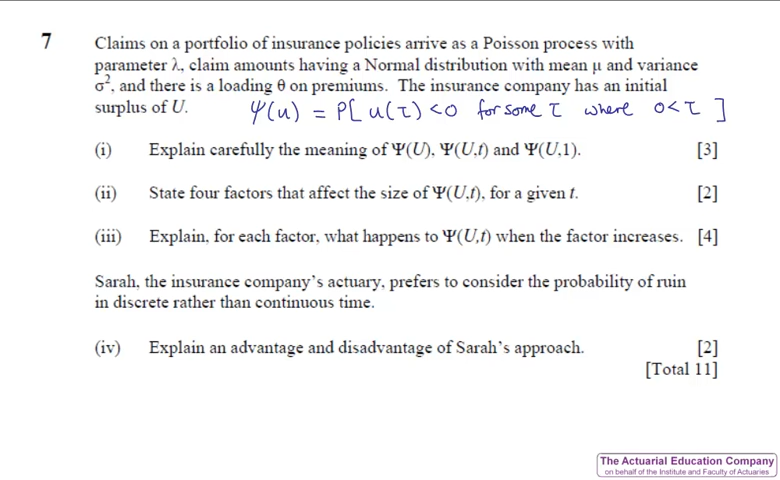 7 Claims on a portfolio of insurance policies arrive as a Poisson process with
parameter λ, claim amounts having a Normal distribution with mean μ and variance
σ², and there is a loading θ on premiums. The insurance company has an initial
surplus of U.
Ψ(u) = P[ u(τ) < 0 for some τ where 0 < τ ]
(i) Explain carefully the meaning of Ψ(U), Ψ(U,t) and Ψ(U,1). [3]
(ii) State four factors that affect the size of Ψ(U,t), for a given t. [2]
(iii) Explain, for each factor, what happens to Ψ(U,t) when the factor increases. [4]
Sarah, the insurance company's actuary, prefers to consider the probability of ruin
in discrete rather than continuous time.
(iv) Explain an advantage and disadvantage of Sarah's approach. [2]
[Total 11]
The Actuarial Education Company
on behalf of the Institute and Faculty of Actuaries